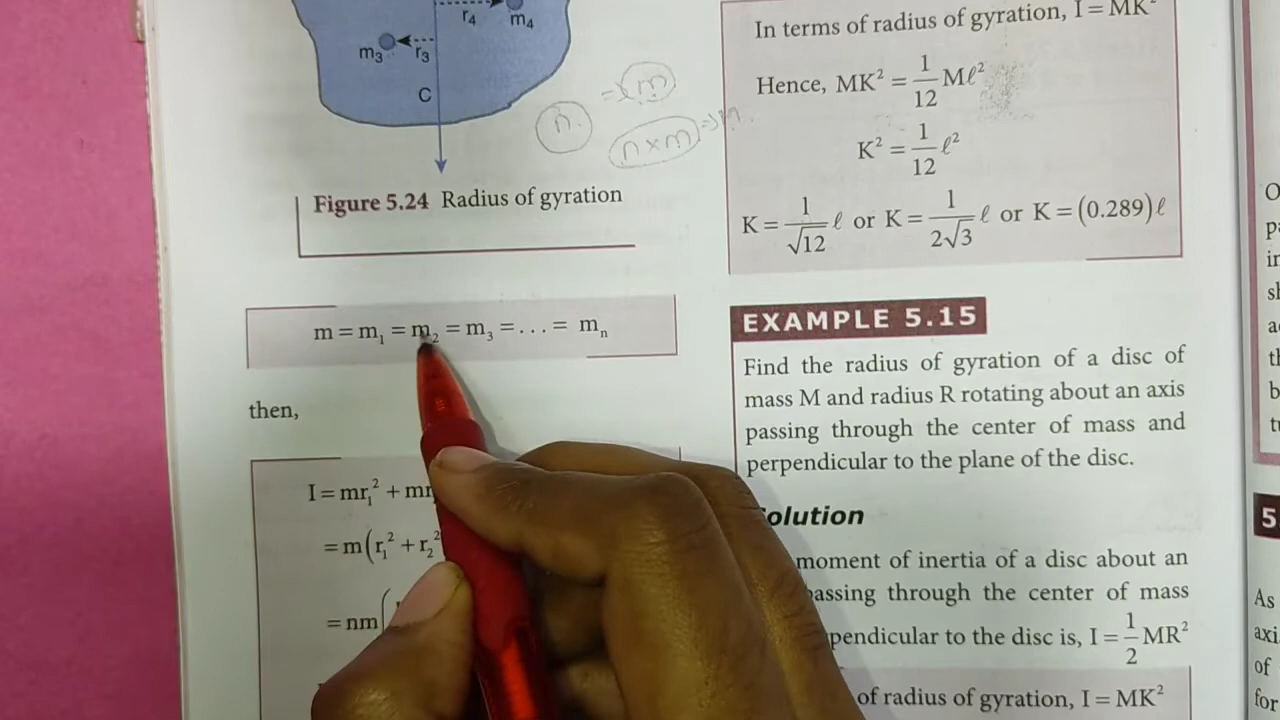 r₄
m₄
m₃
r₃
C
m
n
n×m
Figure 5.24 Radius of gyration
m = m₁ = m₂ = m₃ = . . . = mₙ
then,
I = mr₁² + mr
= m(r₁² + r₂²
= nm(
In terms of radius of gyration, I = MK²
Hence, MK² = 1/12 Mℓ²
K² = 1/12 ℓ²
K = 1/√12 ℓ or K = 1/2√3 ℓ or K = (0.289)ℓ
EXAMPLE 5.15
Find the radius of gyration of a disc of
mass M and radius R rotating about an axis
passing through the center of mass and
perpendicular to the plane of the disc.
olution
moment of inertia of a disc about an
assing through the center of mass
pendicular to the disc is, I = 1/2 MR²
of radius of gyration, I = MK²
5
As
axi
of
for